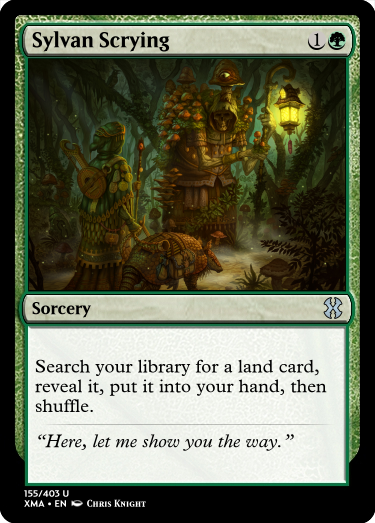 Sylvan Scrying 1
Sorcery
Search your library for a land card,
reveal it, put it into your hand, then
shuffle.
“Here, let me show you the way.”
155/403 U
XMA • EN Chris Knight